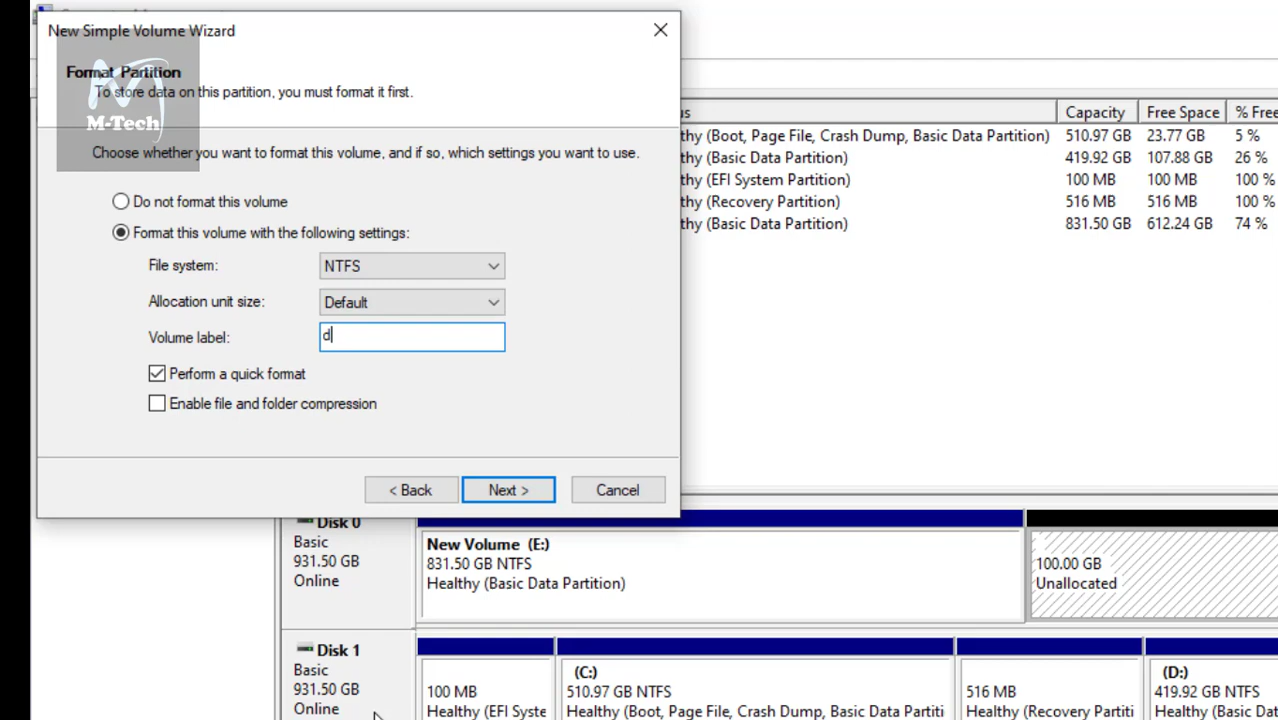 New Simple Volume Wizard
Format Partition
To store data on this partition, you must format it first.
M-Tech
Choose whether you want to format this volume, and if so, which settings you want to use.
Do not format this volume
Format this volume with the following settings:
File system:
NTFS
Allocation unit size:
Default
Volume label:
d
Perform a quick format
Enable file and folder compression
< Back
Next >
Cancel
us Capacity Free Space % Free
thy (Boot, Page File, Crash Dump, Basic Data Partition) 510.97 GB 23.77 GB 5 %
thy (Basic Data Partition) 419.92 GB 107.88 GB 26 %
thy (EFI System Partition) 100 MB 100 MB 100 %
thy (Recovery Partition) 516 MB 516 MB 100 %
thy (Basic Data Partition) 831.50 GB 612.24 GB 74 %
Disk 0
Basic
931.50 GB
Online
New Volume (E:)
831.50 GB NTFS
Healthy (Basic Data Partition)
100.00 GB
Unallocated
Disk 1
Basic
931.50 GB
Online
100 MB
Healthy (EFI Syste
(C:)
510.97 GB NTFS
Healthy (Boot, Page File, Crash Dump, Basic Data Partiti
516 MB
Healthy (Recovery Partiti
(D:)
419.92 GB NTFS
Healthy (Basic Data Partiti